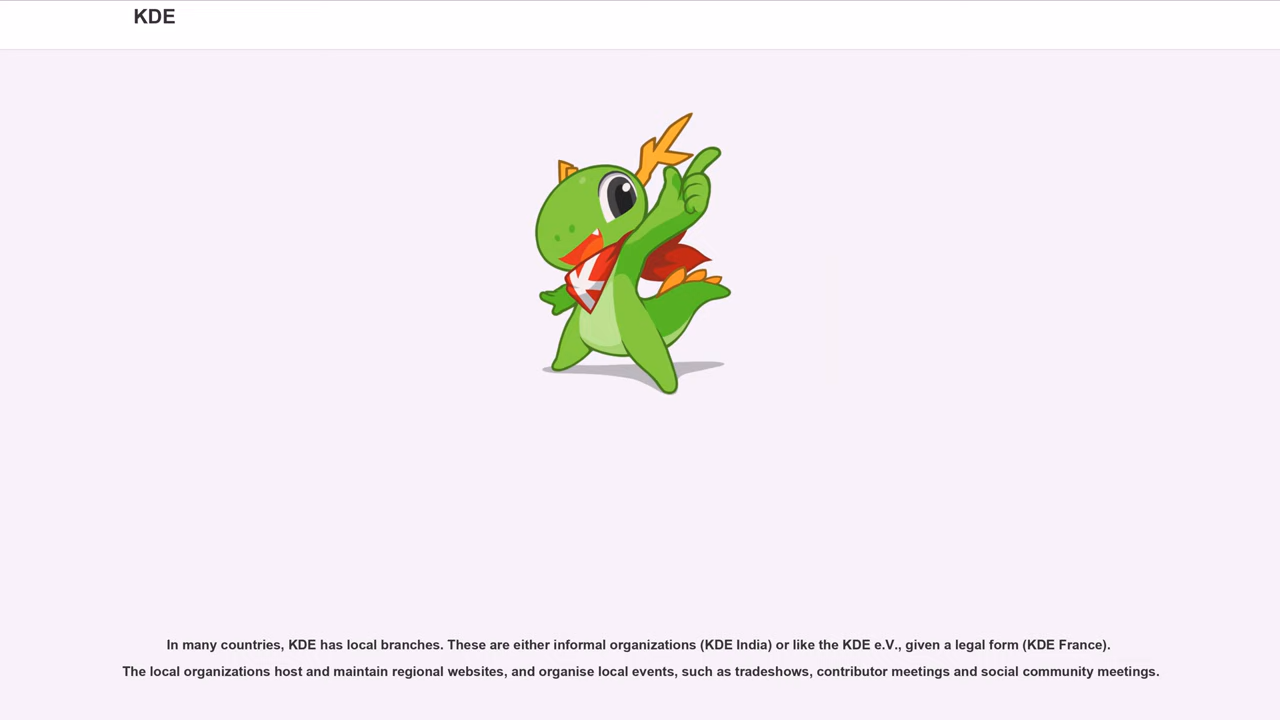 KDE
In many countries, KDE has local branches. These are either informal organizations (KDE India) or like the KDE e.V., given a legal form (KDE France).
The local organizations host and maintain regional websites, and organise local events, such as tradeshows, contributor meetings and social community meetings.